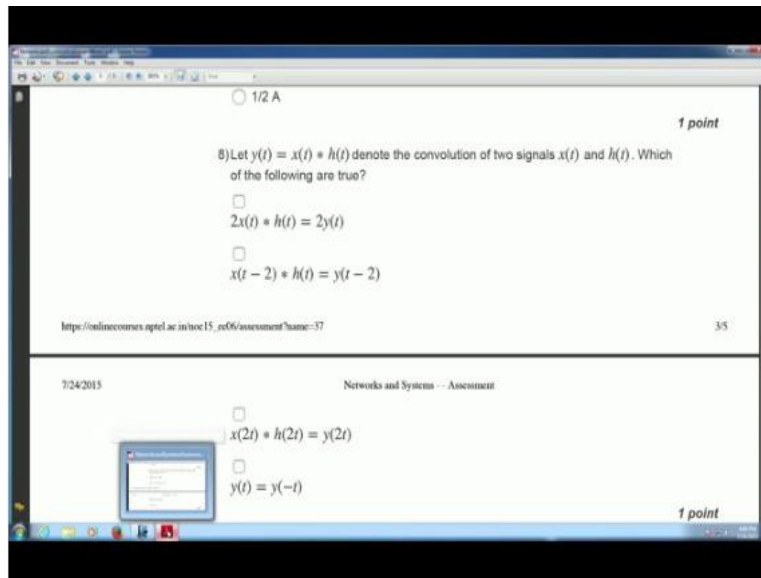 1/2 A
1 point
8)Let y(t) = x(t) * h(t) denote the convolution of two signals x(t) and h(t). Which
of the following are true?
2x(t) * h(t) = 2y(t)
x(t − 2) * h(t) = y(t − 2)
https://onlinecourses.nptel.ac.in/noc15_ec06/assessment?name=37
3/5
7/24/2015
Networks and Systems - - Assessment
x(2t) * h(2t) = y(2t)
y(t) = y(−t)
1 point